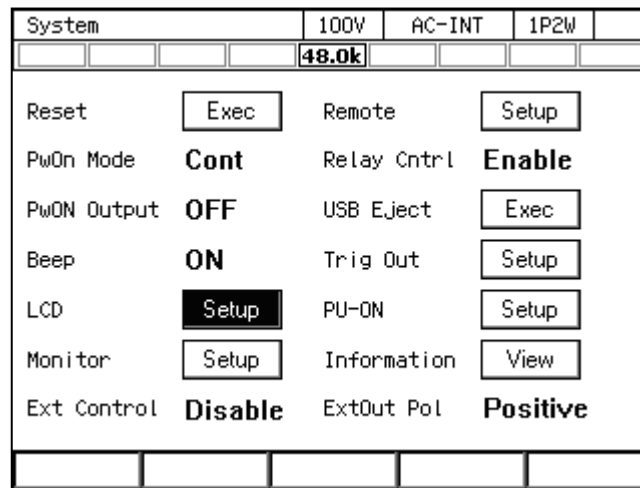 System 100V AC-INT 1P2W
48.0k
Reset Exec Remote Setup
PwOn Mode Cont Relay Cntrl Enable
PwON Output OFF USB Eject Exec
Beep ON Trig Out Setup
LCD Setup PU-ON Setup
Monitor Setup Information View
Ext Control Disable ExtOut Pol Positive